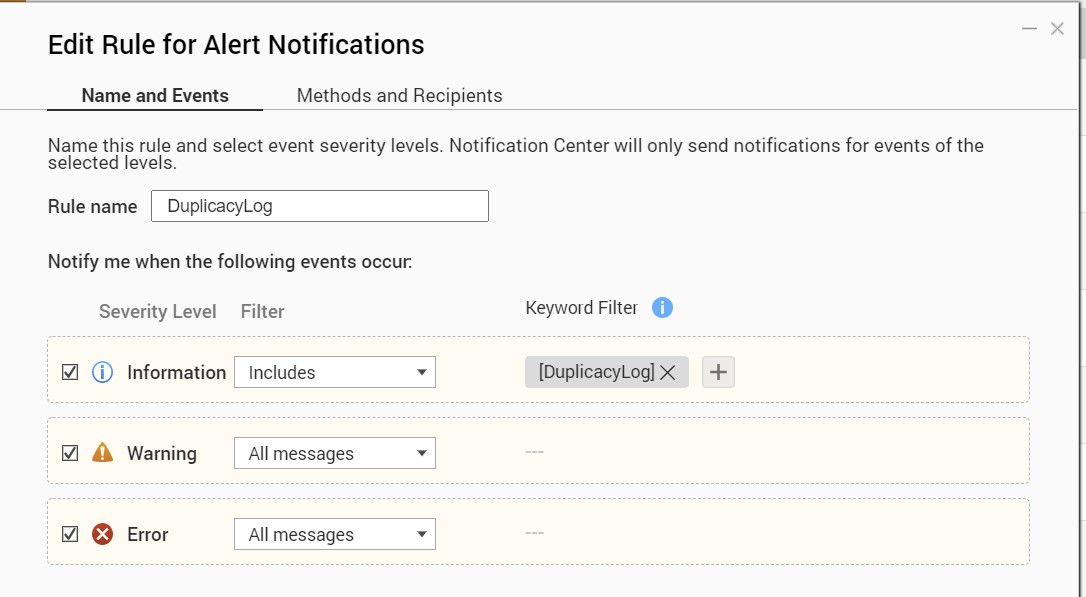 Edit Rule for Alert Notifications
Name and Events Methods and Recipients
Name this rule and select event severity levels. Notification Center will only send notifications for events of the
selected levels.
Rule name DuplicacyLog
Notify me when the following events occur:
Severity Level Filter Keyword Filter
Information Includes [DuplicacyLog]
Warning All messages ---
Error All messages ---